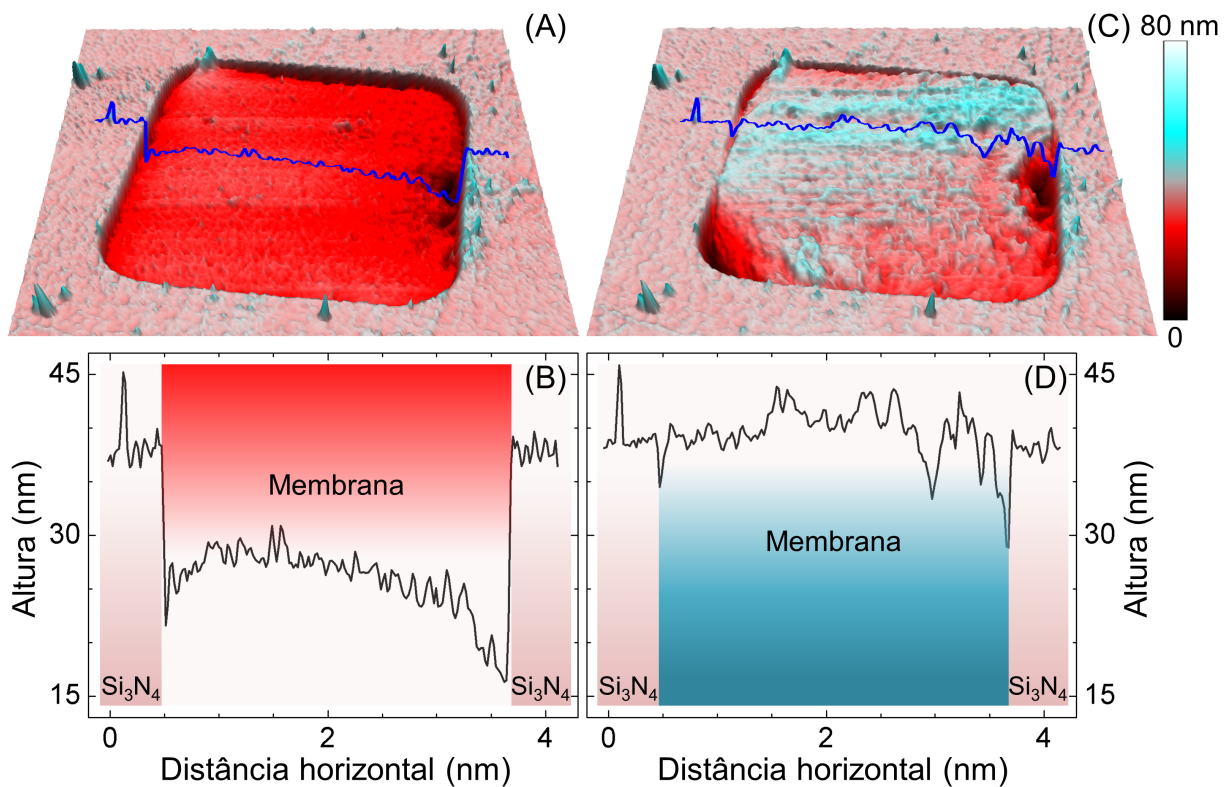 (A)
(C)
80 nm
0
(B)
(D)
45
30
15
Altura (nm)
Membrana
Si₃N₄
Si₃N₄
0
2
4
Distância horizontal (nm)
Membrana
Si₃N₄
Si₃N₄
45
30
15
Altura (nm)
0
2
4
Distância horizontal (nm)